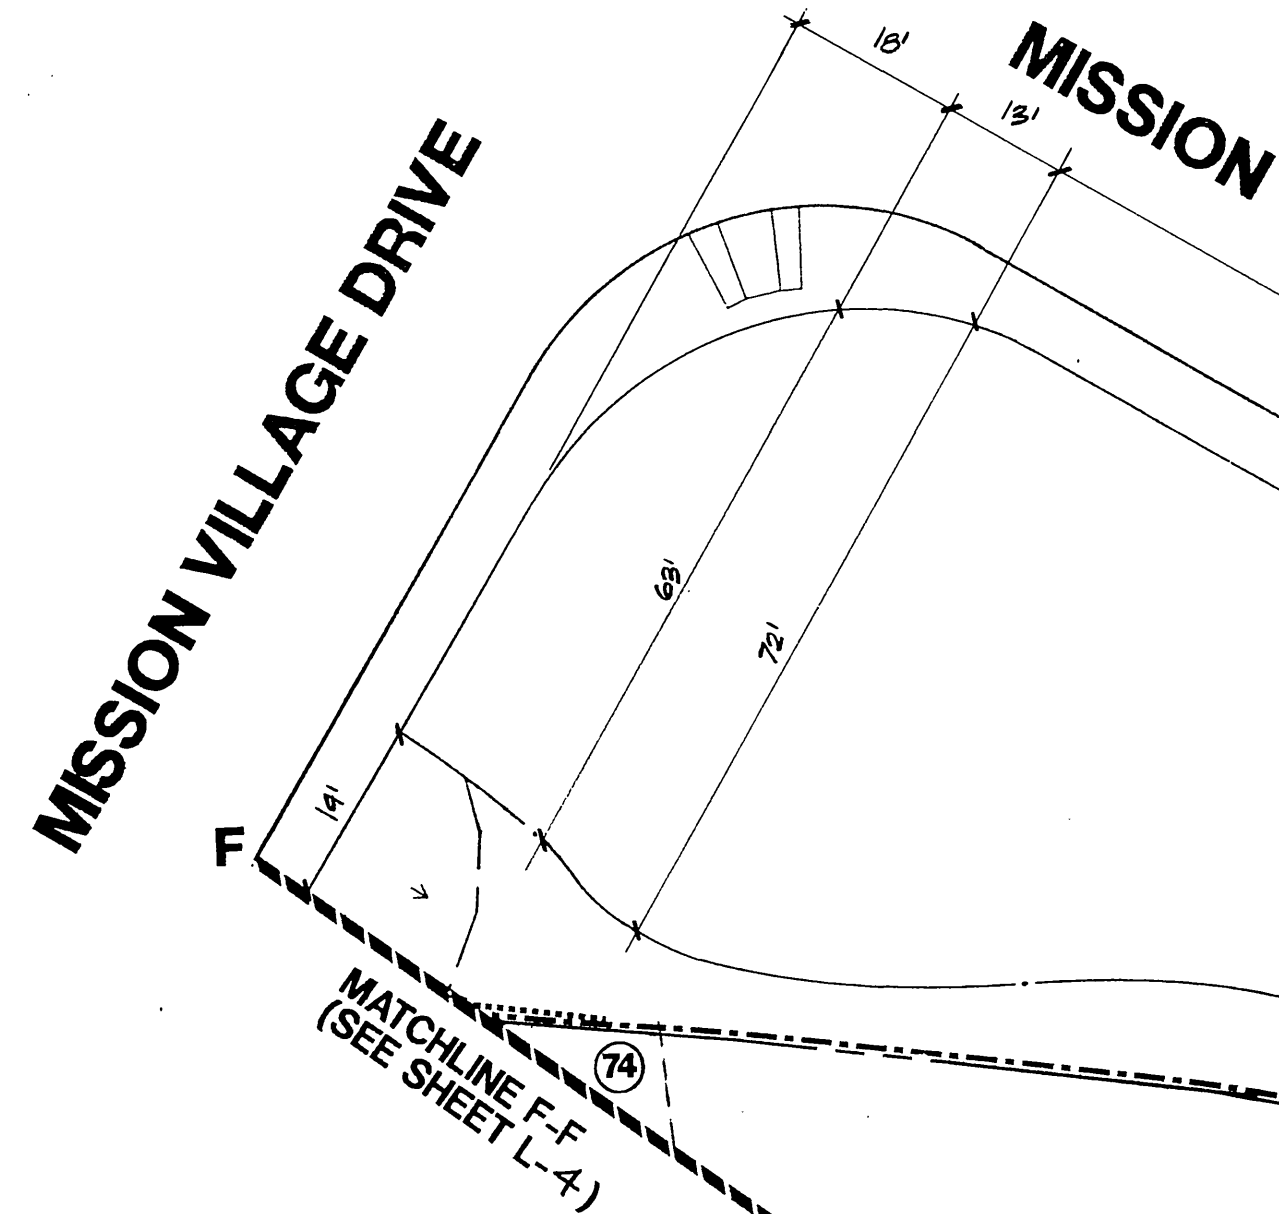 18'
13'
MISSION
MISSION VILLAGE DRIVE
63'
72'
19'
F
MATCHLINE F-F
(SEE SHEET L-4)
74